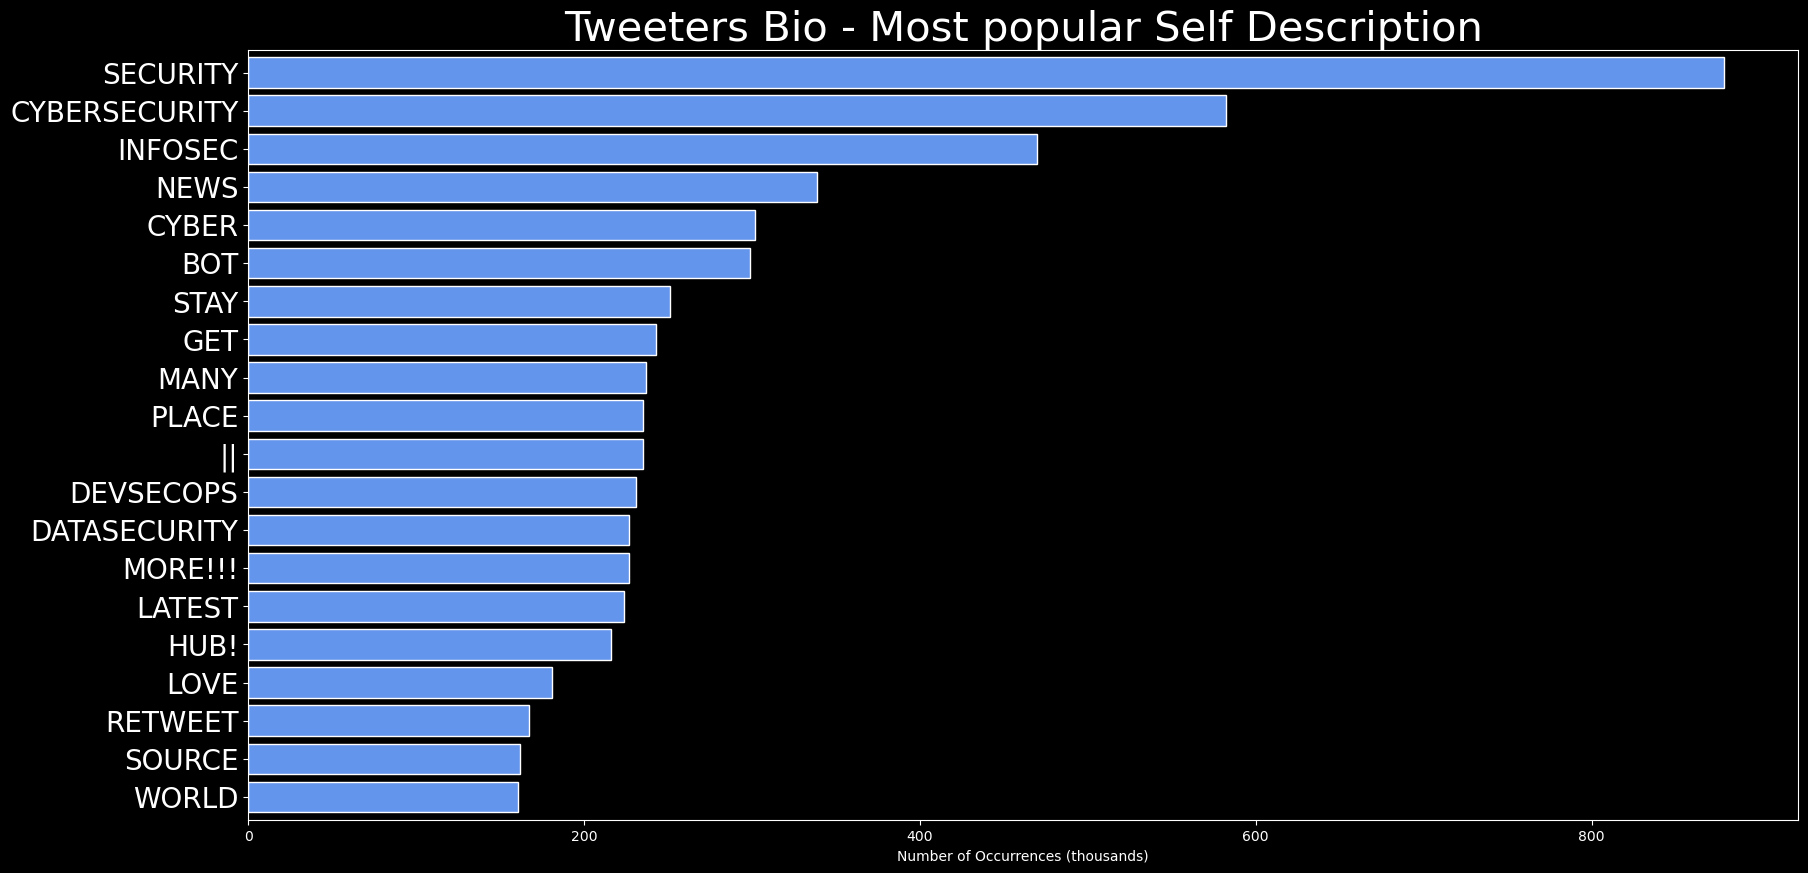 Tweeters Bio - Most popular Self Description
SECURITY
CYBERSECURITY
INFOSEC
NEWS
CYBER
BOT
STAY
GET
MANY
PLACE
||
DEVSECOPS
DATASECURITY
MORE!!!
LATEST
HUB!
LOVE
RETWEET
SOURCE
WORLD
0 200 400 600 800
Number of Occurrences (thousands)